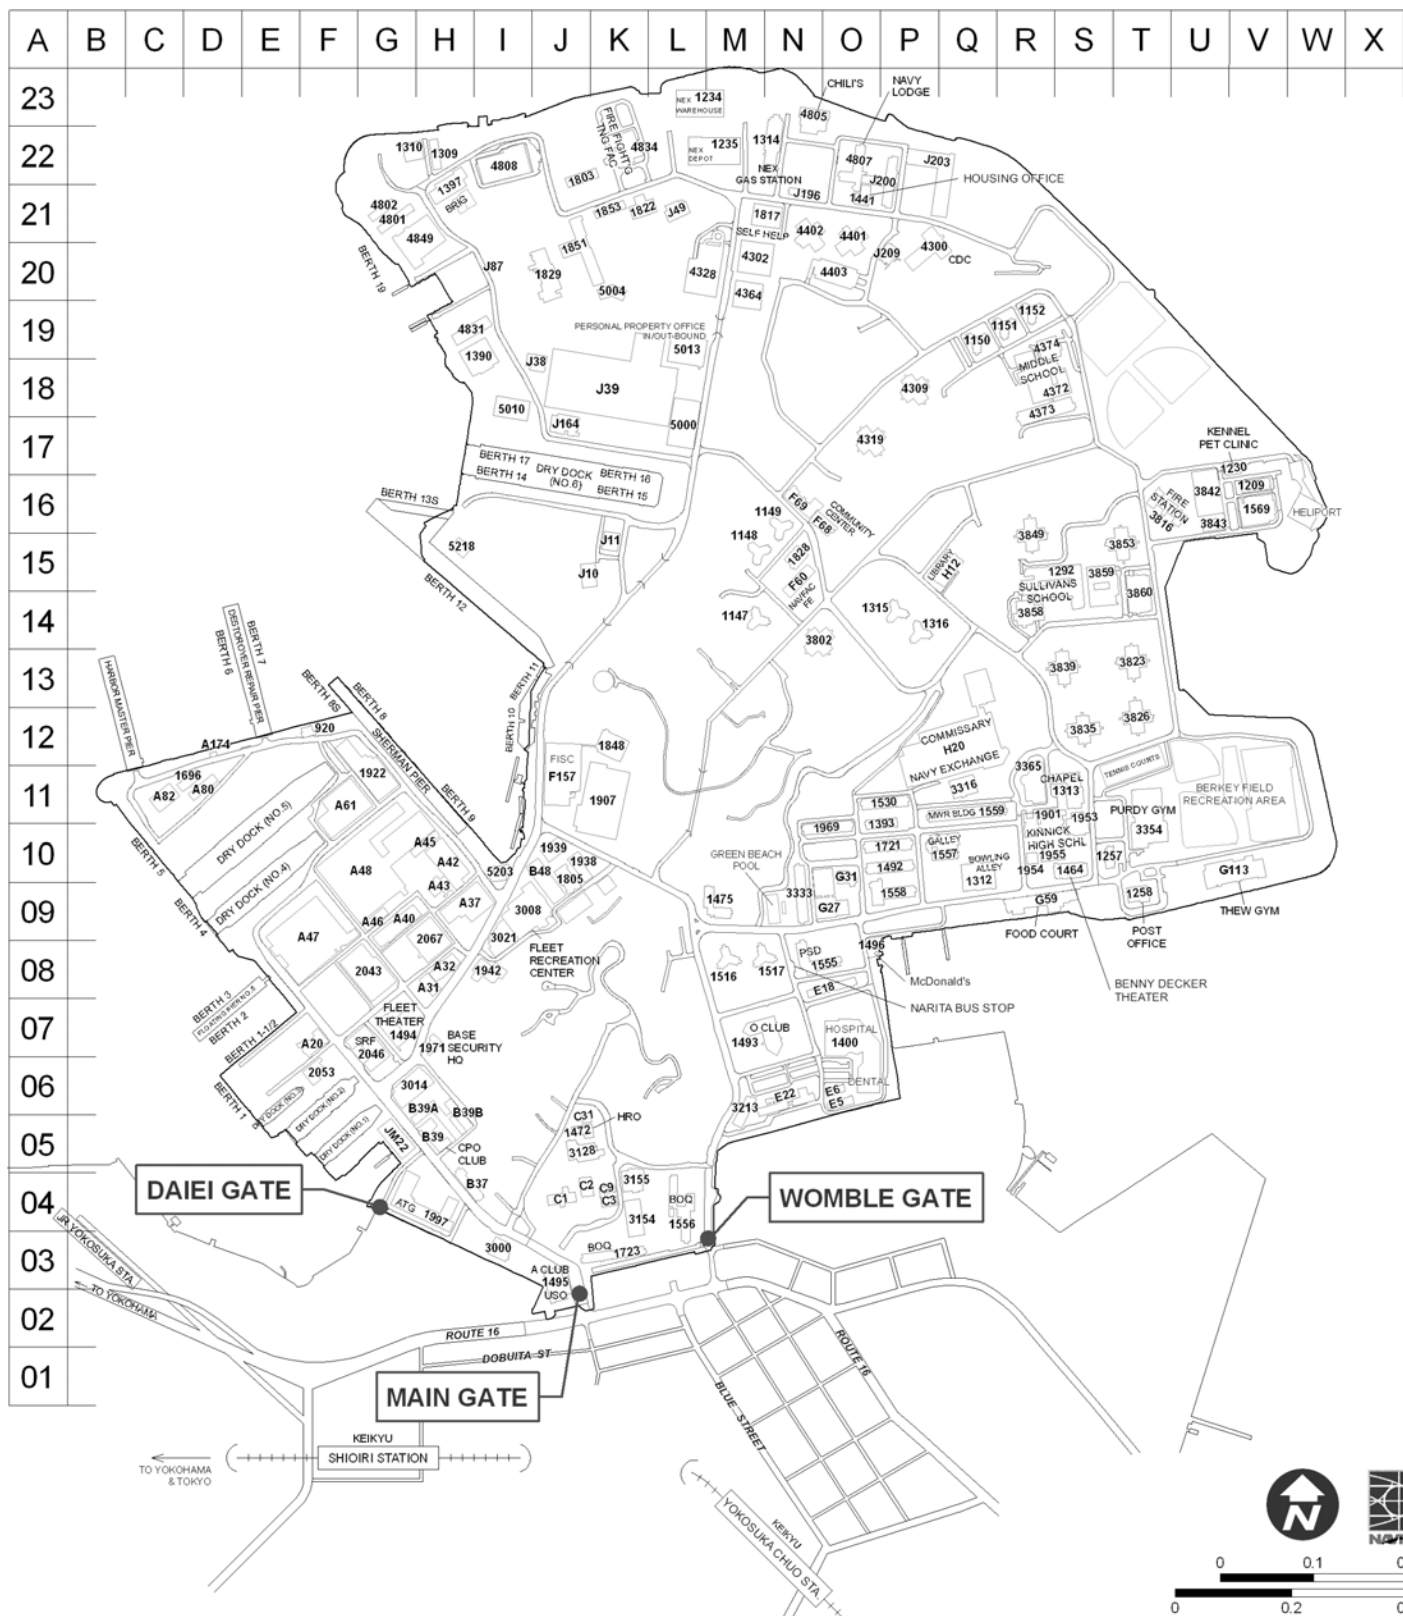 A B C D E F G H I J K L M N O P Q R S T U V W X
23
22
21
20
19
18
17
16
15
14
13
12
11
10
09
08
07
06
05
04
03
02
01
NEX 1234
WAREHOUSE
CHILI'S
4805
NAVY
LODGE
FIRE FIGHT'G
TNG FAC
4834
NEX 1235
DEPOT
1314
NEX
GAS STATION
4807
J203
J200
HOUSING OFFICE
J196
1441
1310
1309
4808
1803
1397
BRIG
4802
4801
4849
1853
1822
J49
1817
SELF HELP
4402
4401
J209
4300
CDC
BERTH 19
J87
1851
1829
5004
4328
4302
4403
4364
4831
1390
PERSONAL PROPERTY OFFICE
IN/OUT-BOUND
5013
J38
J39
1152
1151
1150
4374
MIDDLE
SCHOOL
4372
4373
4309
5010
J164
5000
4319
KENNEL
PET CLINIC
1230
BERTH 17
BERTH 14
DRY DOCK
(NO.6)
BERTH 16
BERTH 15
BERTH 13S
F69
F68
COMMUNITY
CENTER
1149
1148
FIRE
STATION
3816
3842
3843
1209
1569
HELIPORT
5218
J11
J10
1828
F60
NAVFAC
FE
LIBRARY
H12
3849
3853
1292
SULLIVANS
SCHOOL
3859
3858
3860
BERTH 12
1147
1315
1316
3802
BERTH 7
DESTROYER REPAIR PIER
BERTH 6
HARBOR MASTER PIER
BERTH 8S
BERTH 8
SHERMAN PIER
BERTH 9
BERTH 11
BERTH 10
3839
3823
3826
3835
COMMISSARY
H20
NAVY EXCHANGE
3316
A174
920
1696
A82
A80
1922
A61
FISC
F157
1848
1907
3365
CHAPEL
1313
TENNIS COURTS
BERKEY FIELD
RECREATION AREA
PURDY GYM
3354
1530
1969
1393
MWR BLDG 1559
1901
1953
KINNICK
HIGH SCHL
DRY DOCK (NO.5)
DRY DOCK (NO.4)
BERTH 5
BERTH 4
A45
A48
A42
A43
1939
B48
1938
1805
5203
GREEN BEACH
POOL
1721
GALLEY
1557
1492
BOWLING
ALLEY
1312
1955
1954
1464
1257
G113
1475
3333
G31
G27
1558
A37
A46
A40
3008
A47
2067
3021
G59
FOOD COURT
1258
POST
OFFICE
THEW GYM
FLEET
RECREATION
CENTER
A32
1942
2043
A31
1516
1517
PSD
1555
1496
McDonald's
E18
NARITA BUS STOP
BENNY DECKER
THEATER
BERTH 3
FLOATING PIER NO.5
BERTH 2
BERTH 1-1/2
BERTH 1
FLEET
THEATER
1494
A20
SRF
2046
1971
BASE
SECURITY
HQ
O CLUB
1493
HOSPITAL
1400
2053
3014
DENTAL
E22
E6
E5
3213
DRY DOCK (NO.3)
DRY DOCK (NO.2)
DRY DOCK (NO.1)
B39A
B39B
B39
JM22
CPO
CLUB
C31
1472
HRO
3128
B37
DAIEI GATE
ATG 1997
C1
C2
C9
C3
3155
3154
BOQ
1556
WOMBLE GATE
3000
BOQ 1723
A CLUB
1495
USO
JR YOKOSUKA STA.
TO YOKOHAMA
ROUTE 16
DOBUITA ST
ROUTE 16
MAIN GATE
BLUE STREET
KEIKYU
SHIOIRI STATION
TO YOKOHAMA
& TOKYO
KEIKYU
YOKOSUKA CHUO STA.
N
0 0.1
0 0.2